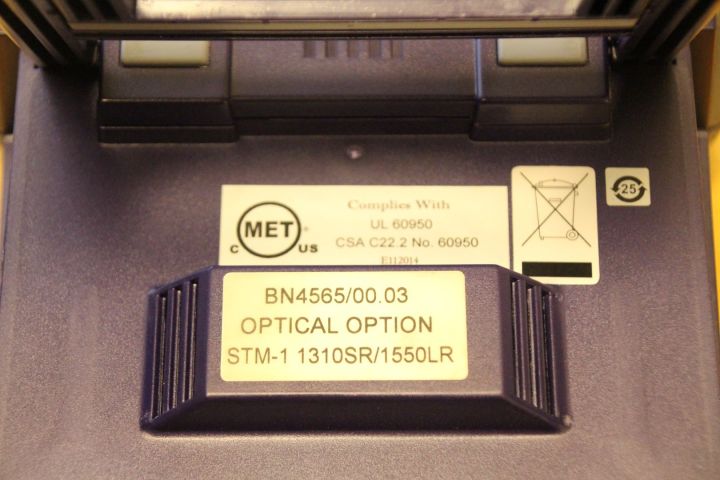 MET
C US
Complies With
UL 60950
CSA C22.2 No. 60950
E112014
25
BN4565/00.03
OPTICAL OPTION
STM-1 1310SR/1550LR